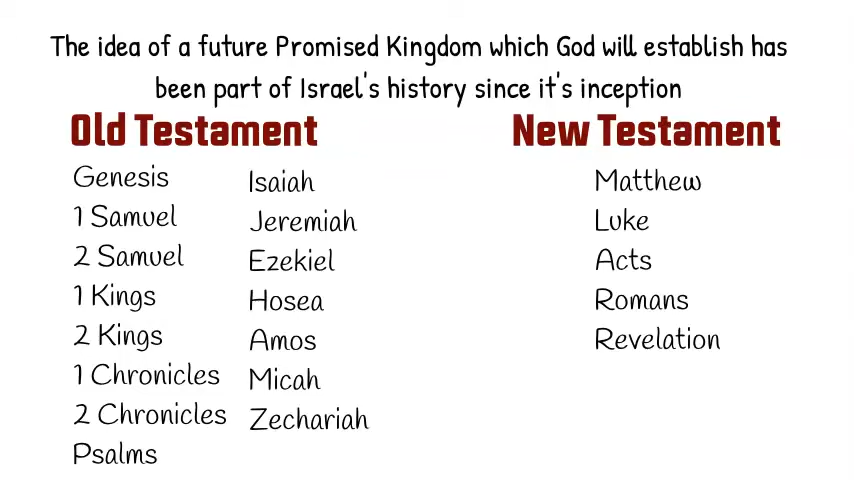 The idea of a future Promised Kingdom which God will establish has
been part of Israel's history since it's inception
Old Testament
Genesis
1 Samuel
2 Samuel
1 Kings
2 Kings
1 Chronicles
2 Chronicles
Psalms
Isaiah
Jeremiah
Ezekiel
Hosea
Amos
Micah
Zechariah
New Testament
Matthew
Luke
Acts
Romans
Revelation